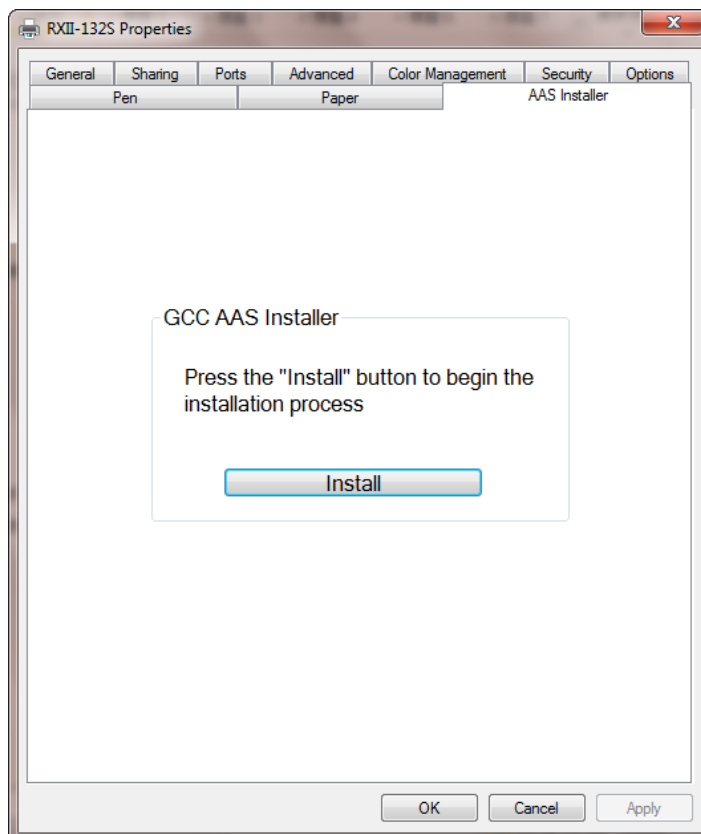 RXII-132S Properties
General Sharing Ports Advanced Color Management Security Options
Pen Paper AAS Installer
GCC AAS Installer
Press the "Install" button to begin the
installation process
Install
OK Cancel Apply